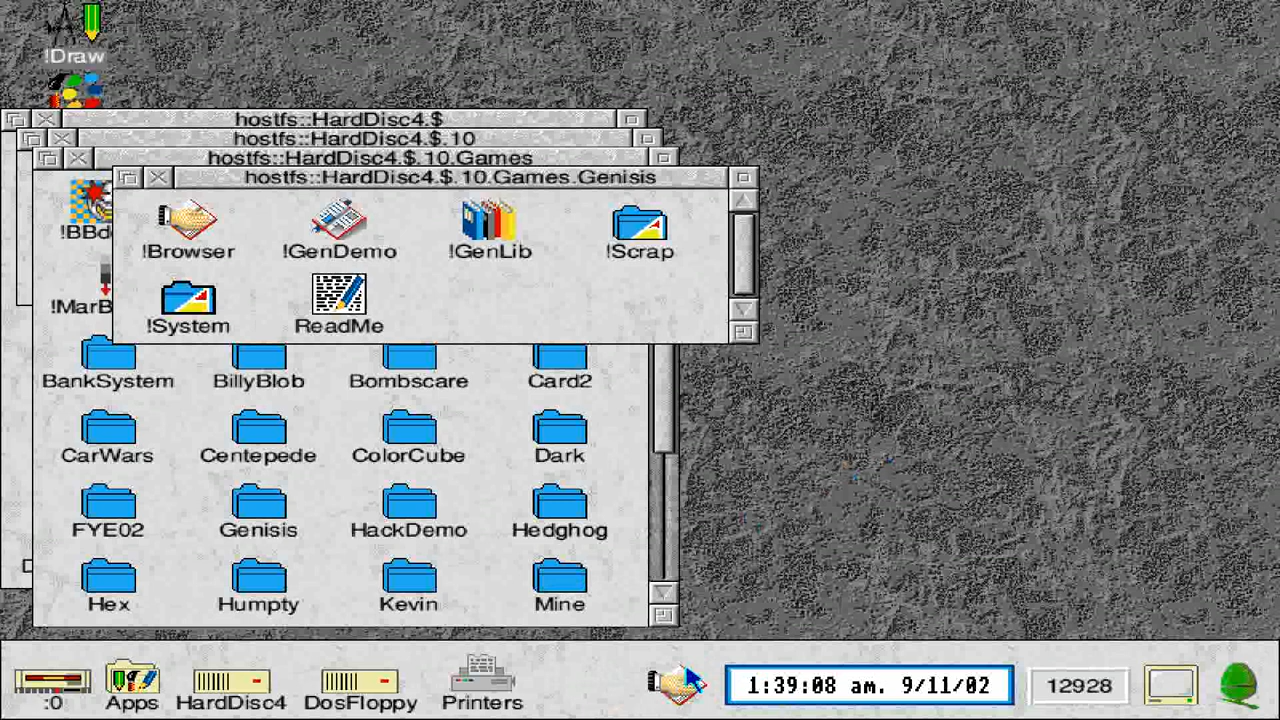 !Draw
hostfs::HardDisc4.$
hostfs::HardDisc4.$.10
hostfs::HardDisc4.$.10.Games
hostfs::HardDisc4.$.10.Games.Genisis
!Browser !GenDemo !GenLib !Scrap
!System ReadMe
BankSystem BillyBlob Bombscare Card2
CarWars Centepede ColorCube Dark
FYE02 Genisis HackDemo Hedghog
Hex Humpty Kevin Mine
:0 Apps HardDisc4 DosFloppy Printers 1:39:08 am. 9/11/02 12928